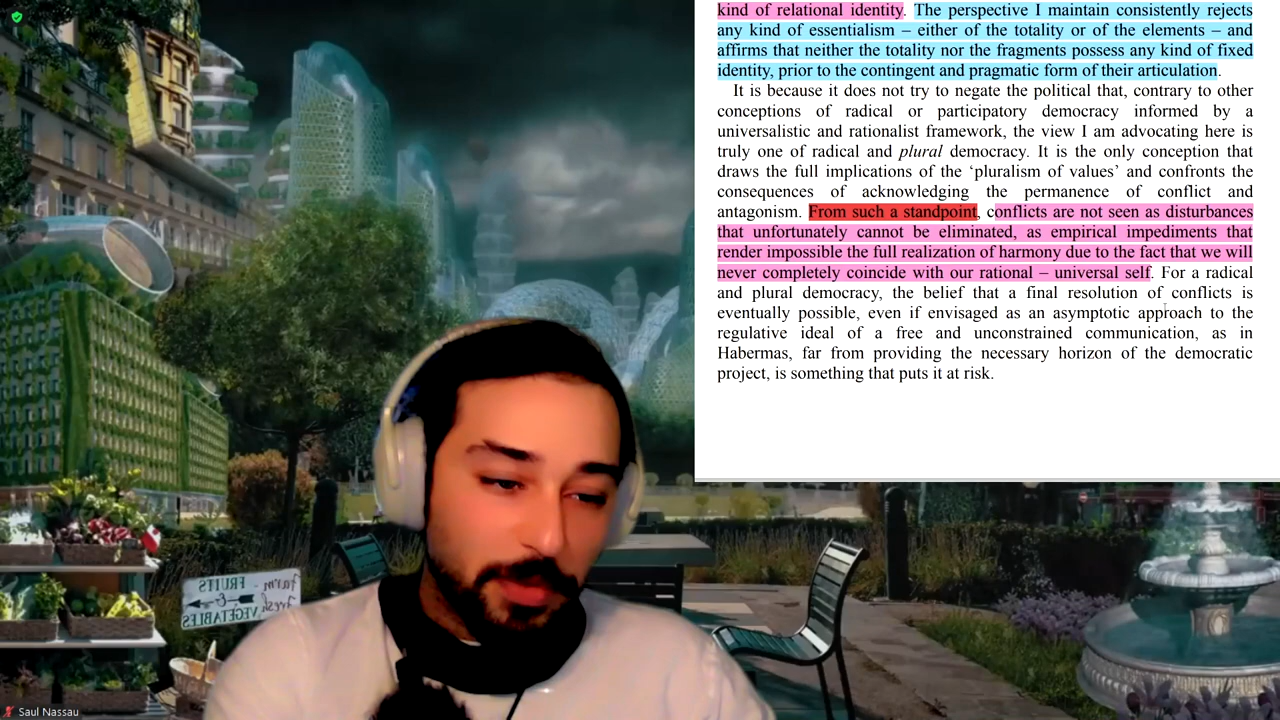 kind of relational identity. The perspective I maintain consistently rejects
any kind of essentialism – either of the totality or of the elements – and
affirms that neither the totality nor the fragments possess any kind of fixed
identity, prior to the contingent and pragmatic form of their articulation.
It is because it does not try to negate the political that, contrary to other
conceptions of radical or participatory democracy informed by a
universalistic and rationalist framework, the view I am advocating here is
truly one of radical and plural democracy. It is the only conception that
draws the full implications of the ‘pluralism of values’ and confronts the
consequences of acknowledging the permanence of conflict and
antagonism. From such a standpoint, conflicts are not seen as disturbances
that unfortunately cannot be eliminated, as empirical impediments that
render impossible the full realization of harmony due to the fact that we will
never completely coincide with our rational – universal self. For a radical
and plural democracy, the belief that a final resolution of conflicts is
eventually possible, even if envisaged as an asymptotic approach to the
regulative ideal of a free and unconstrained communication, as in
Habermas, far from providing the necessary horizon of the democratic
project, is something that puts it at risk.
Farm Fresh
FRUITS
VEGETABLES
Saul Nassau